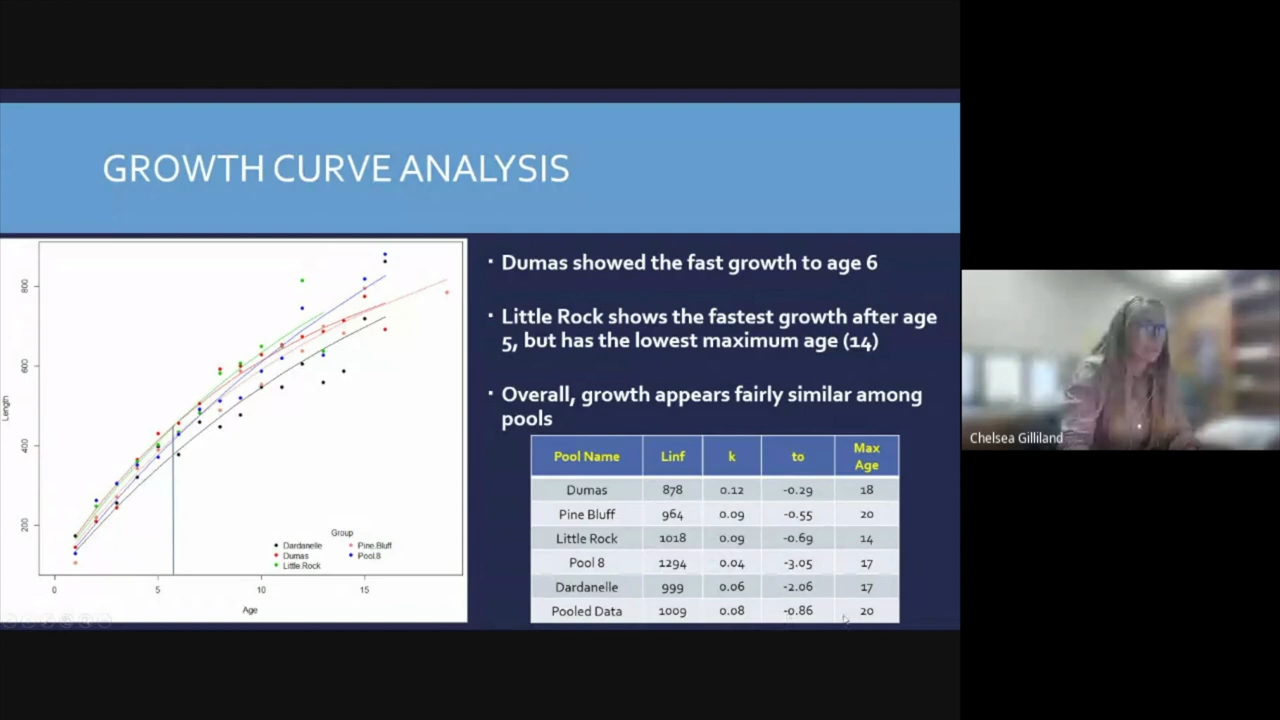 GROWTH CURVE ANALYSIS
Dumas showed the fast growth to age 6
Little Rock shows the fastest growth after age
5, but has the lowest maximum age (14)
Overall, growth appears fairly similar among
pools
Length
800
600
400
200
0 5 10 15
Age
Group
Dardanelle Pine.Bluff
Dumas Pool.8
Little.Rock
Pool Name Linf k to Max Age
Dumas 878 0.12 -0.29 18
Pine Bluff 964 0.09 -0.55 20
Little Rock 1018 0.09 -0.69 14
Pool 8 1294 0.04 -3.05 17
Dardanelle 999 0.06 -2.06 17
Pooled Data 1009 0.08 -0.86 20
Chelsea Gilliland